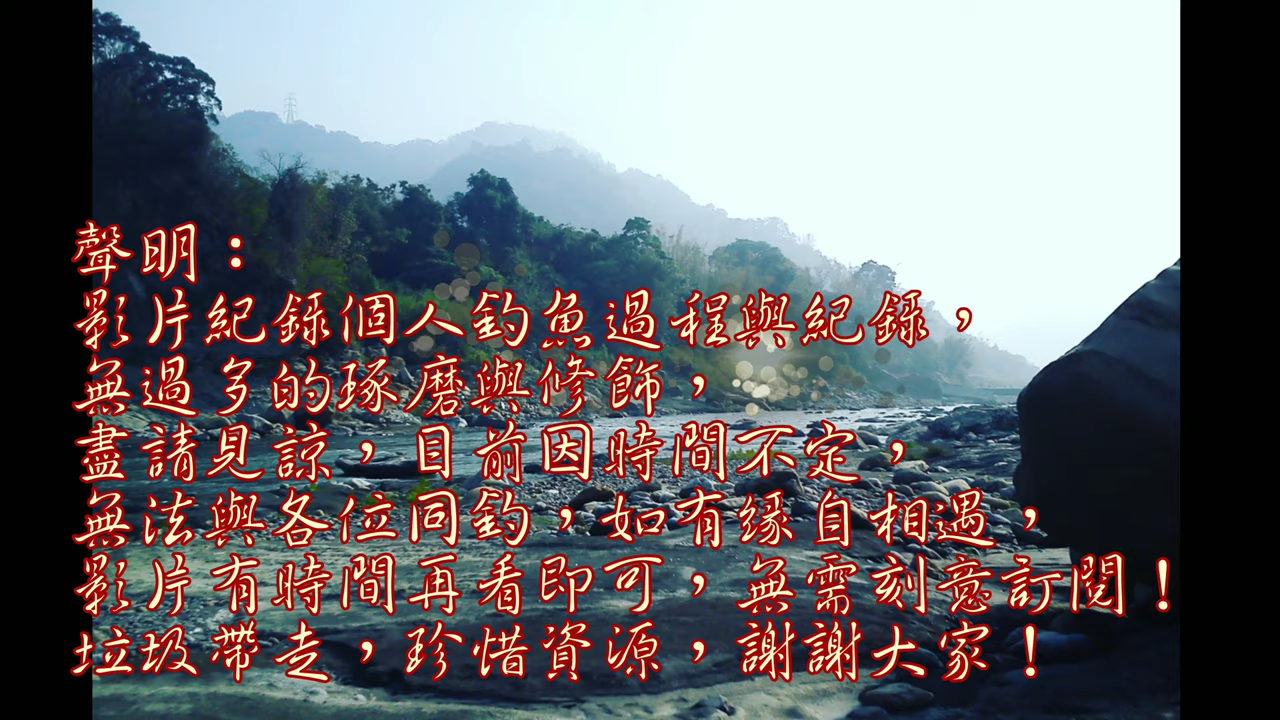 聲明：
影片紀錄個人釣魚過程與紀錄，
無過多的琢磨與修飾，
盡請見諒，目前因時間不定，
無法與各位同釣，如有緣自相遇，
影片有時間再看即可，無需刻意訂閱！
垃圾帶走，珍惜資源，謝謝大家！